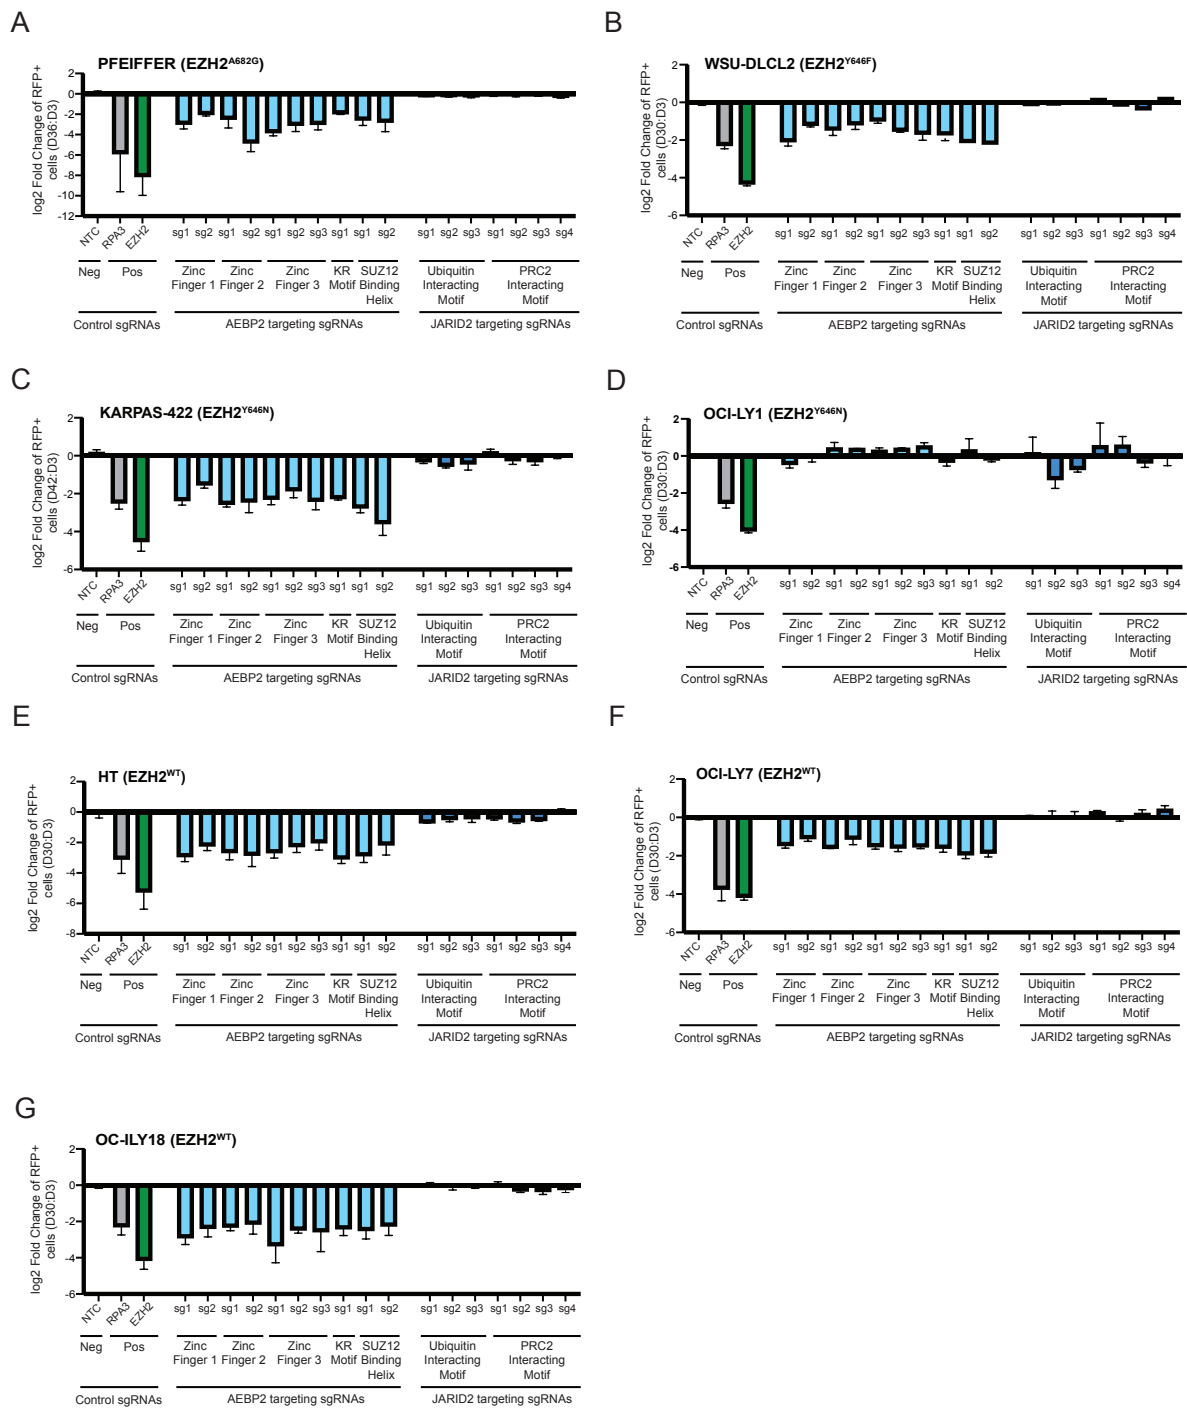 A
PFEIFFER (EZH2A682G)
log2 Fold Change of RFP+
cells (D36:D3)
2
0
-2
-4
-6
-8
-10
-12
NTC RPA3 EZH2 sg1 sg2 sg1 sg2 sg1 sg2 sg3 sg1 sg1 sg2 sg1 sg2 sg3 sg1 sg2 sg3 sg4
Neg Pos Zinc Zinc Zinc KR SUZ12 Ubiquitin PRC2
Finger 1 Finger 2 Finger 3 Motif Binding Interacting Interacting
Helix Motif Motif
Control sgRNAs AEBP2 targeting sgRNAs JARID2 targeting sgRNAs
B
WSU-DLCL2 (EZH2Y646F)
log2 Fold Change of RFP+
cells (D30:D3)
2
0
-2
-4
-6
NTC RPA3 EZH2 sg1 sg2 sg1 sg2 sg1 sg2 sg3 sg1 sg1 sg2 sg1 sg2 sg3 sg1 sg2 sg3 sg4
Neg Pos Zinc Zinc Zinc KR SUZ12 Ubiquitin PRC2
Finger 1 Finger 2 Finger 3 Motif Binding Interacting Interacting
Helix Motif Motif
Control sgRNAs AEBP2 targeting sgRNAs JARID2 targeting sgRNAs
C
KARPAS-422 (EZH2Y646N)
log2 Fold Change of RFP+
cells (D42:D3)
2
0
-2
-4
-6
NTC RPA3 EZH2 sg1 sg2 sg1 sg2 sg1 sg2 sg3 sg1 sg1 sg2 sg1 sg2 sg3 sg1 sg2 sg3 sg4
Neg Pos Zinc Zinc Zinc KR SUZ12 Ubiquitin PRC2
Finger 1 Finger 2 Finger 3 Motif Binding Interacting Interacting
Helix Motif Motif
Control sgRNAs AEBP2 targeting sgRNAs JARID2 targeting sgRNAs
D
OCI-LY1 (EZH2Y646N)
log2 Fold Change of RFP+
cells (D30:D3)
2
0
-2
-4
-6
NTC RPA3 EZH2 sg1 sg2 sg1 sg2 sg1 sg2 sg3 sg1 sg1 sg2 sg1 sg2 sg3 sg1 sg2 sg3 sg4
Neg Pos Zinc Zinc Zinc KR SUZ12 Ubiquitin PRC2
Finger 1 Finger 2 Finger 3 Motif Binding Interacting Interacting
Helix Motif Motif
Control sgRNAs AEBP2 targeting sgRNAs JARID2 targeting sgRNAs
E
HT (EZH2WT)
log2 Fold Change of RFP+
cells (D30:D3)
2
0
-2
-4
-6
-8
NTC RPA3 EZH2 sg1 sg2 sg1 sg2 sg1 sg2 sg3 sg1 sg1 sg2 sg1 sg2 sg3 sg1 sg2 sg3 sg4
Neg Pos Zinc Zinc Zinc KR SUZ12 Ubiquitin PRC2
Finger 1 Finger 2 Finger 3 Motif Binding Interacting Interacting
Helix Motif Motif
Control sgRNAs AEBP2 targeting sgRNAs JARID2 targeting sgRNAs
F
OCI-LY7 (EZH2WT)
log2 Fold Change of RFP+
cells (D30:D3)
2
0
-2
-4
-6
NTC RPA3 EZH2 sg1 sg2 sg1 sg2 sg1 sg2 sg3 sg1 sg1 sg2 sg1 sg2 sg3 sg1 sg2 sg3 sg4
Neg Pos Zinc Zinc Zinc KR SUZ12 Ubiquitin PRC2
Finger 1 Finger 2 Finger 3 Motif Binding Interacting Interacting
Helix Motif Motif
Control sgRNAs AEBP2 targeting sgRNAs JARID2 targeting sgRNAs
G
OC-ILY18 (EZH2WT)
log2 Fold Change of RFP+
cells (D30:D3)
2
0
-2
-4
-6
NTC RPA3 EZH2 sg1 sg2 sg1 sg2 sg1 sg2 sg3 sg1 sg1 sg2 sg1 sg2 sg3 sg1 sg2 sg3 sg4
Neg Pos Zinc Zinc Zinc KR SUZ12 Ubiquitin PRC2
Finger 1 Finger 2 Finger 3 Motif Binding Interacting Interacting
Helix Motif Motif
Control sgRNAs AEBP2 targeting sgRNAs JARID2 targeting sgRNAs